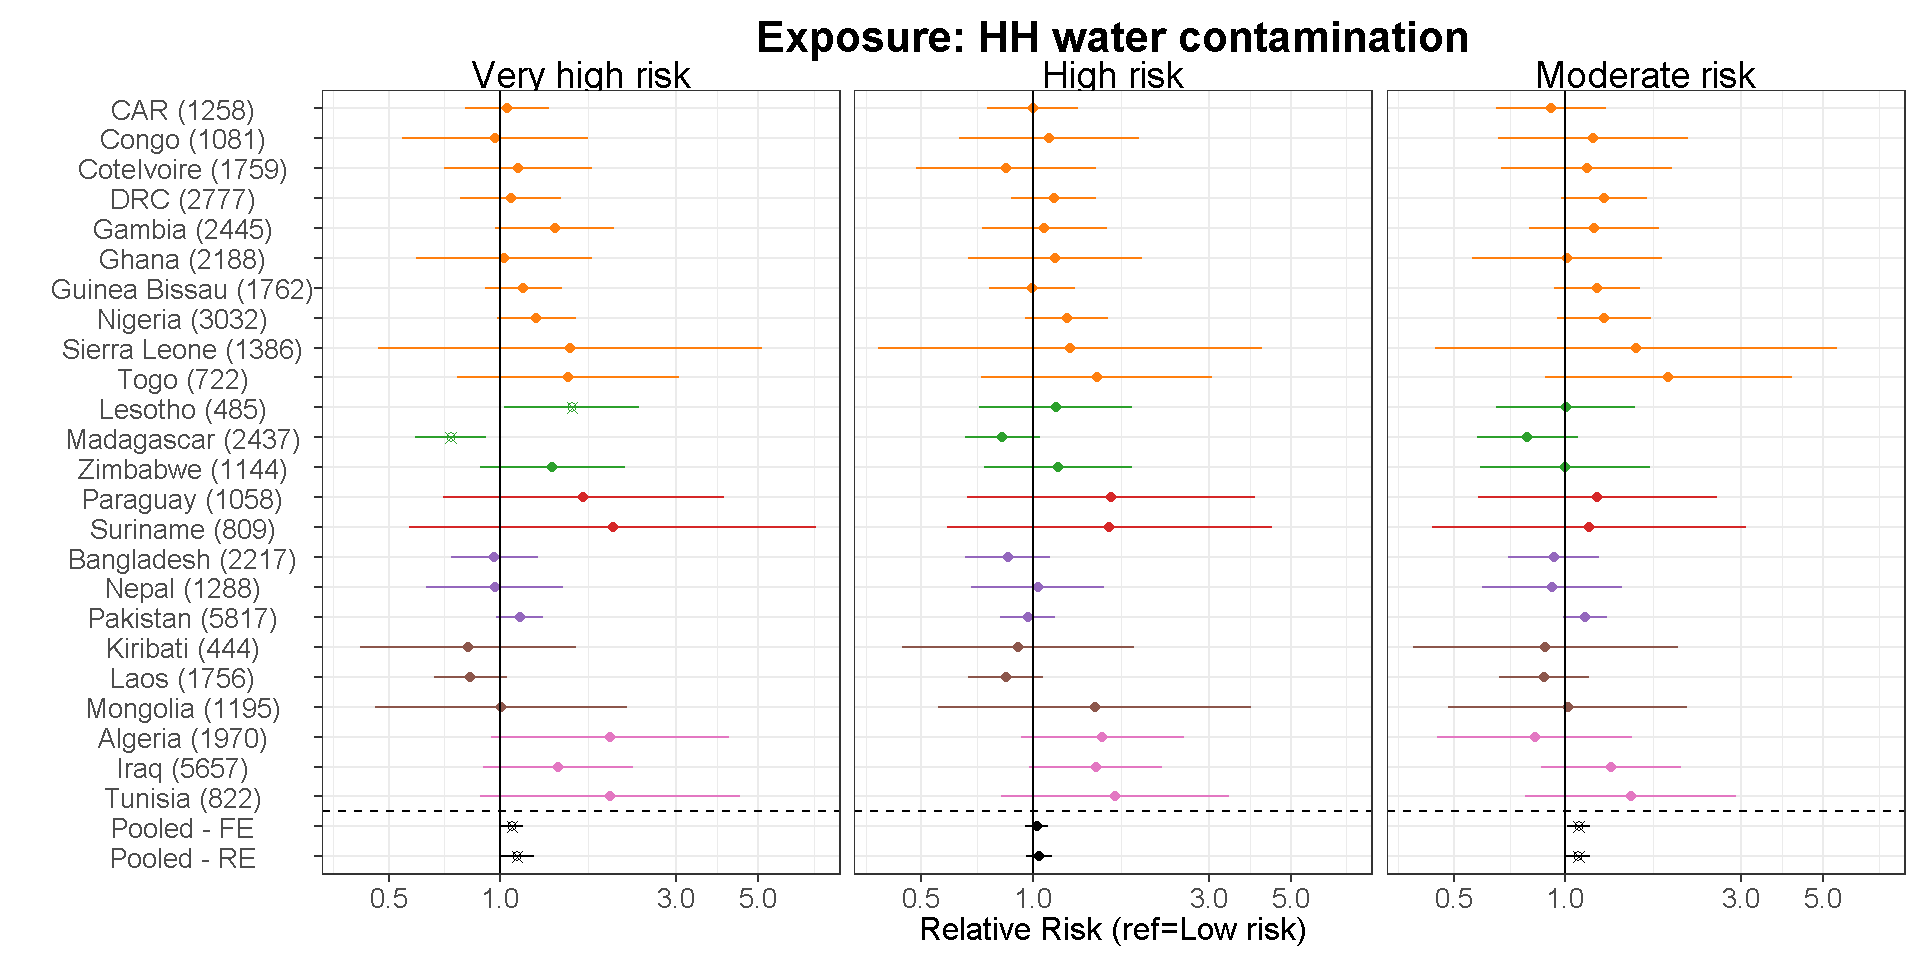 Exposure: HH water contamination
Very high risk
High risk
Moderate risk
CAR (1258)
Congo (1081)
CoteIvoire (1759)
DRC (2777)
Gambia (2445)
Ghana (2188)
Guinea Bissau (1762)
Nigeria (3032)
Sierra Leone (1386)
Togo (722)
Lesotho (485)
Madagascar (2437)
Zimbabwe (1144)
Paraguay (1058)
Suriname (809)
Bangladesh (2217)
Nepal (1288)
Pakistan (5817)
Kiribati (444)
Laos (1756)
Mongolia (1195)
Algeria (1970)
Iraq (5657)
Tunisia (822)
Pooled - FE
Pooled - RE
0.5 1.0 3.0 5.0
0.5 1.0 3.0 5.0
0.5 1.0 3.0 5.0
Relative Risk (ref=Low risk)